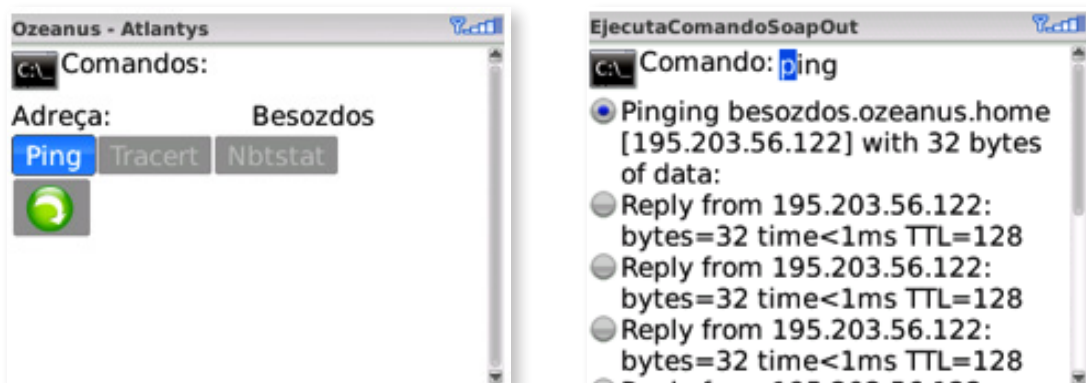 Ozeanus - Atlantys
C:\_ Comandos:
Adreça: Besozdos
Ping Tracert Nbtstat
EjecutaComandoSoapOut
C:\_ Comando: ping
Pinging besozdos.ozeanus.home
[195.203.56.122] with 32 bytes
of data:
Reply from 195.203.56.122:
bytes=32 time<1ms TTL=128
Reply from 195.203.56.122:
bytes=32 time<1ms TTL=128
Reply from 195.203.56.122:
bytes=32 time<1ms TTL=128